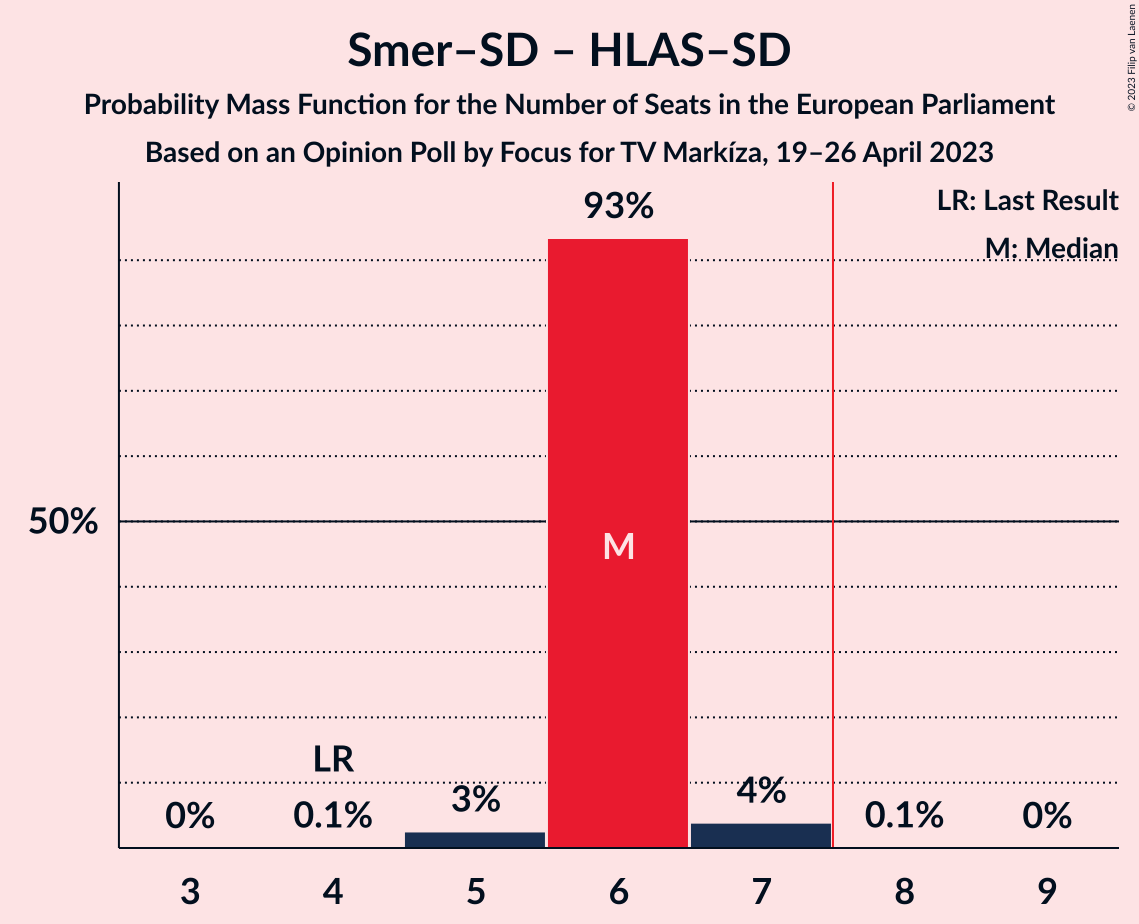 Smer–SD – HLAS–SD
Probability Mass Function for the Number of Seats in the European Parliament
Based on an Opinion Poll by Focus for TV Markíza, 19–26 April 2023
© 2023 Filip van Laenen
LR: Last Result
M: Median
93%
50%
M
LR
0%
0.1%
3%
4%
0.1%
0%
3
4
5
6
7
8
9